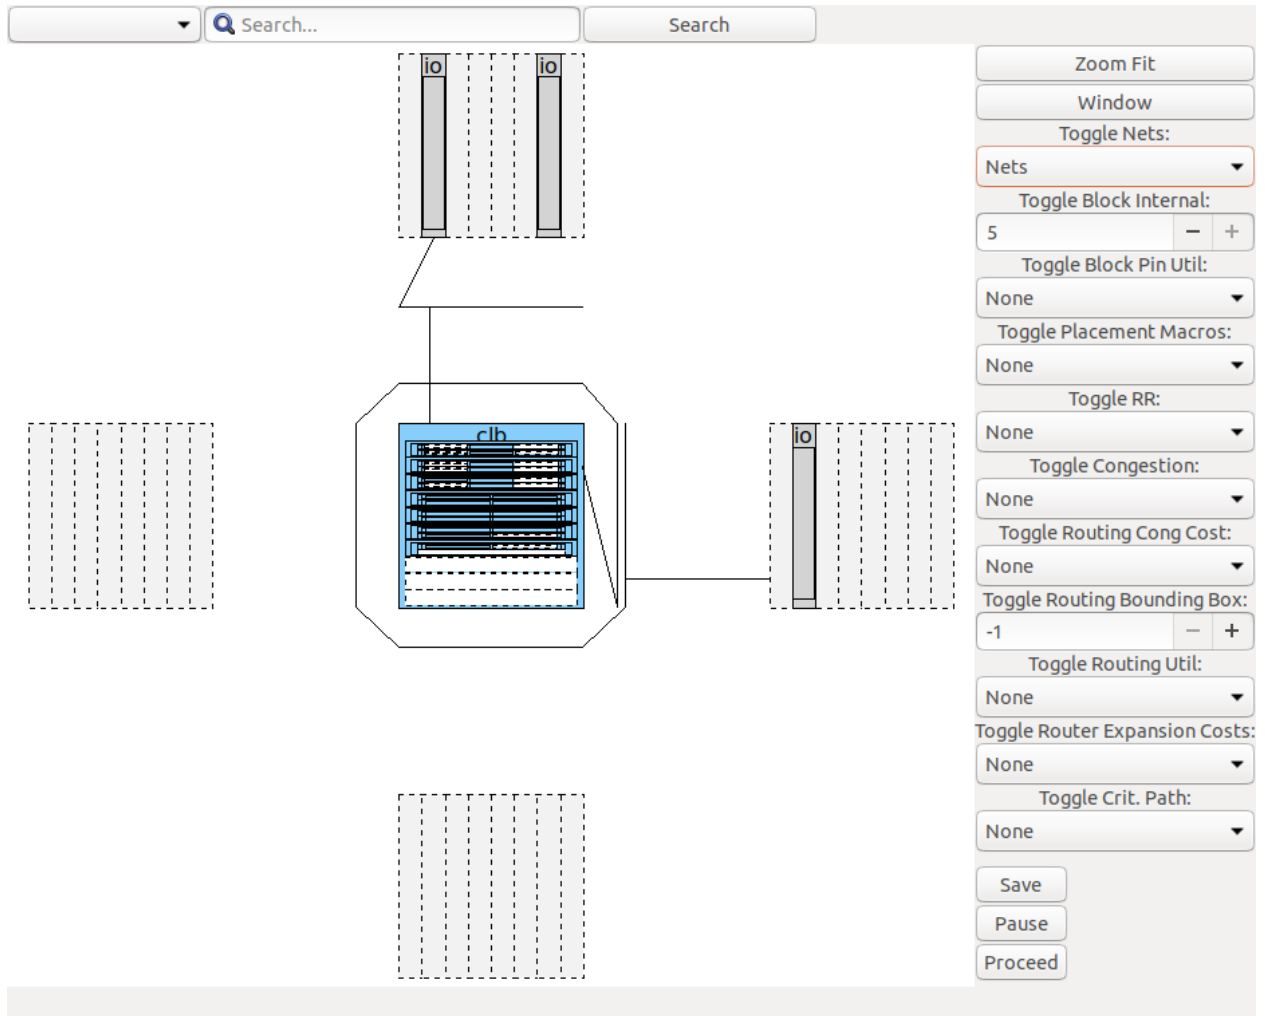 Search...
Search
io
io
clb
io
Zoom Fit
Window
Toggle Nets:
Nets
Toggle Block Internal:
5 − +
Toggle Block Pin Util:
None
Toggle Placement Macros:
None
Toggle RR:
None
Toggle Congestion:
None
Toggle Routing Cong Cost:
None
Toggle Routing Bounding Box:
-1 − +
Toggle Routing Util:
None
Toggle Router Expansion Costs:
None
Toggle Crit. Path:
None
Save
Pause
Proceed